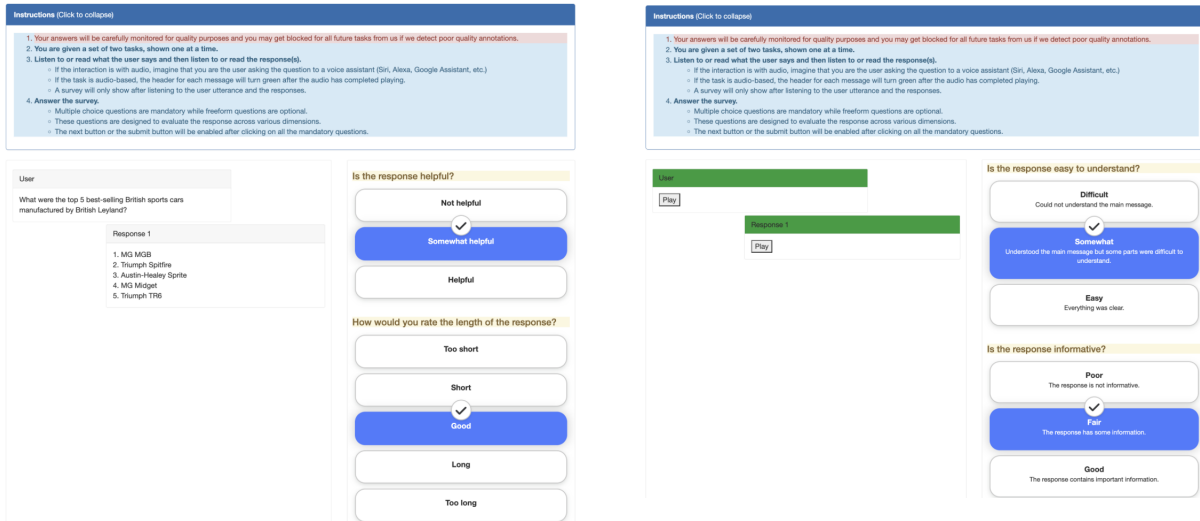 Instructions (Click to collapse)
1. Your answers will be carefully monitored for quality purposes and you may get blocked for all future tasks from us if we detect poor quality annotations.
2. You are given a set of two tasks, shown one at a time.
3. Listen to or read what the user says and then listen to or read the response(s).
If the interaction is with audio, imagine that you are the user asking the question to a voice assistant (Siri, Alexa, Google Assistant, etc.)
If the task is audio-based, the header for each message will turn green after the audio has completed playing.
A survey will only show after listening to the user utterance and the responses.
4. Answer the survey.
Multiple choice questions are mandatory while freeform questions are optional.
These questions are designed to evaluate the response across various dimensions.
The next button or the submit button will be enabled after clicking on all the mandatory questions.
User
What were the top 5 best-selling British sports cars
manufactured by British Leyland?
Response 1
1. MG MGB
2. Triumph Spitfire
3. Austin-Healey Sprite
4. MG Midget
5. Triumph TR6
Is the response helpful?
Not helpful
Somewhat helpful
Helpful
How would you rate the length of the response?
Too short
Short
Good
Long
Too long
Instructions (Click to collapse)
1. Your answers will be carefully monitored for quality purposes and you may get blocked for all future tasks from us if we detect poor quality annotations.
2. You are given a set of two tasks, shown one at a time.
3. Listen to or read what the user says and then listen to or read the response(s).
If the interaction is with audio, imagine that you are the user asking the question to a voice assistant (Siri, Alexa, Google Assistant, etc.)
If the task is audio-based, the header for each message will turn green after the audio has completed playing.
A survey will only show after listening to the user utterance and the responses.
4. Answer the survey.
Multiple choice questions are mandatory while freeform questions are optional.
These questions are designed to evaluate the response across various dimensions.
The next button or the submit button will be enabled after clicking on all the mandatory questions.
User
Play
Response 1
Play
Is the response easy to understand?
Difficult
Could not understand the main message.
Somewhat
Understood the main message but some parts were difficult to
understand.
Easy
Everything was clear.
Is the response informative?
Poor
The response is not informative.
Fair
The response has some information.
Good
The response contains important information.